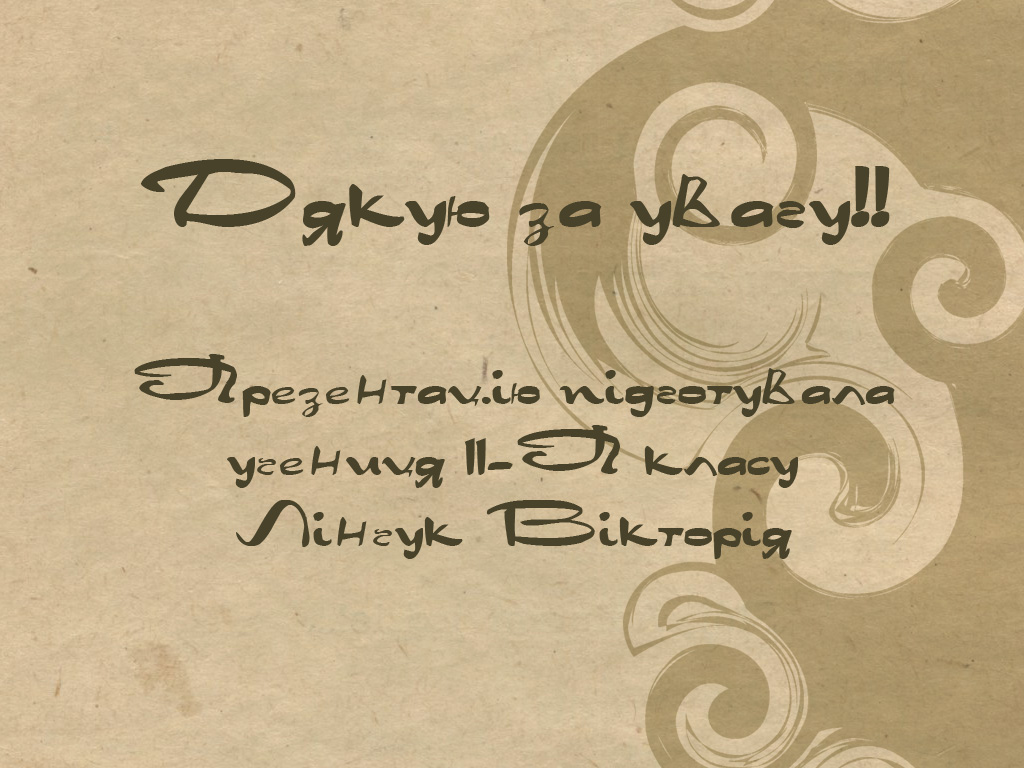 Дякую за увагу!!
Презентацію підготувала
учениця 11-П класу
Лінчук Вікторія